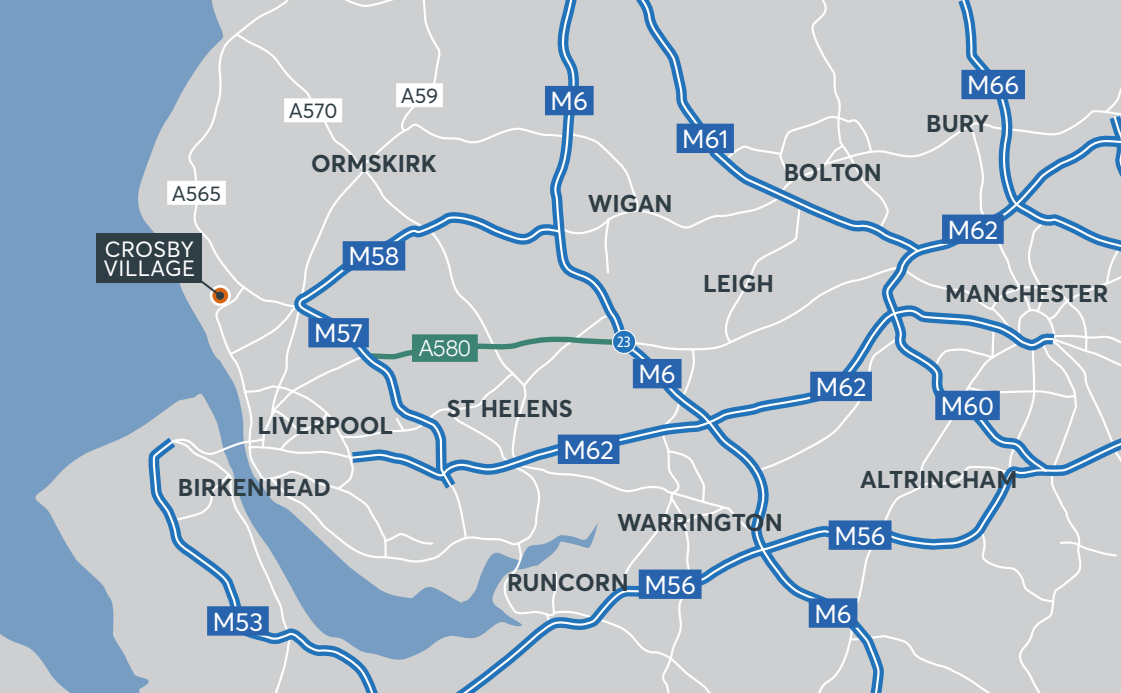 M66
A59
M6
A570
BURY
M61
ORMSKIRK
BOLTON
A565
WIGAN
M62
CROSBY
VILLAGE
M58
LEIGH
MANCHESTER
M57
A580
23
M6
M62
M60
ST HELENS
LIVERPOOL
M62
ALTRINCHAM
BIRKENHEAD
WARRINGTON
M56
RUNCORN
M56
M6
M53